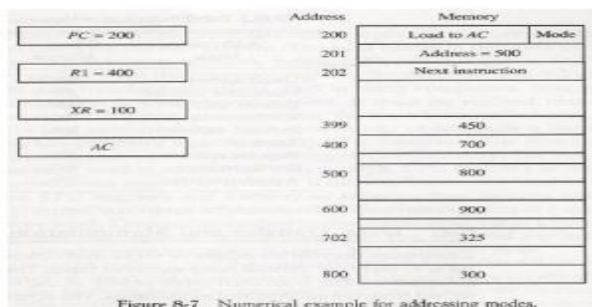 Address Memory
PC = 200 200 Load to AC Mode
201 Address = 500
R1 = 400 202 Next instruction
XR = 100
399 450
AC 400 700
500 800
600 900
702 325
800 300
Figure 8-7 Numerical example for addressing modes.